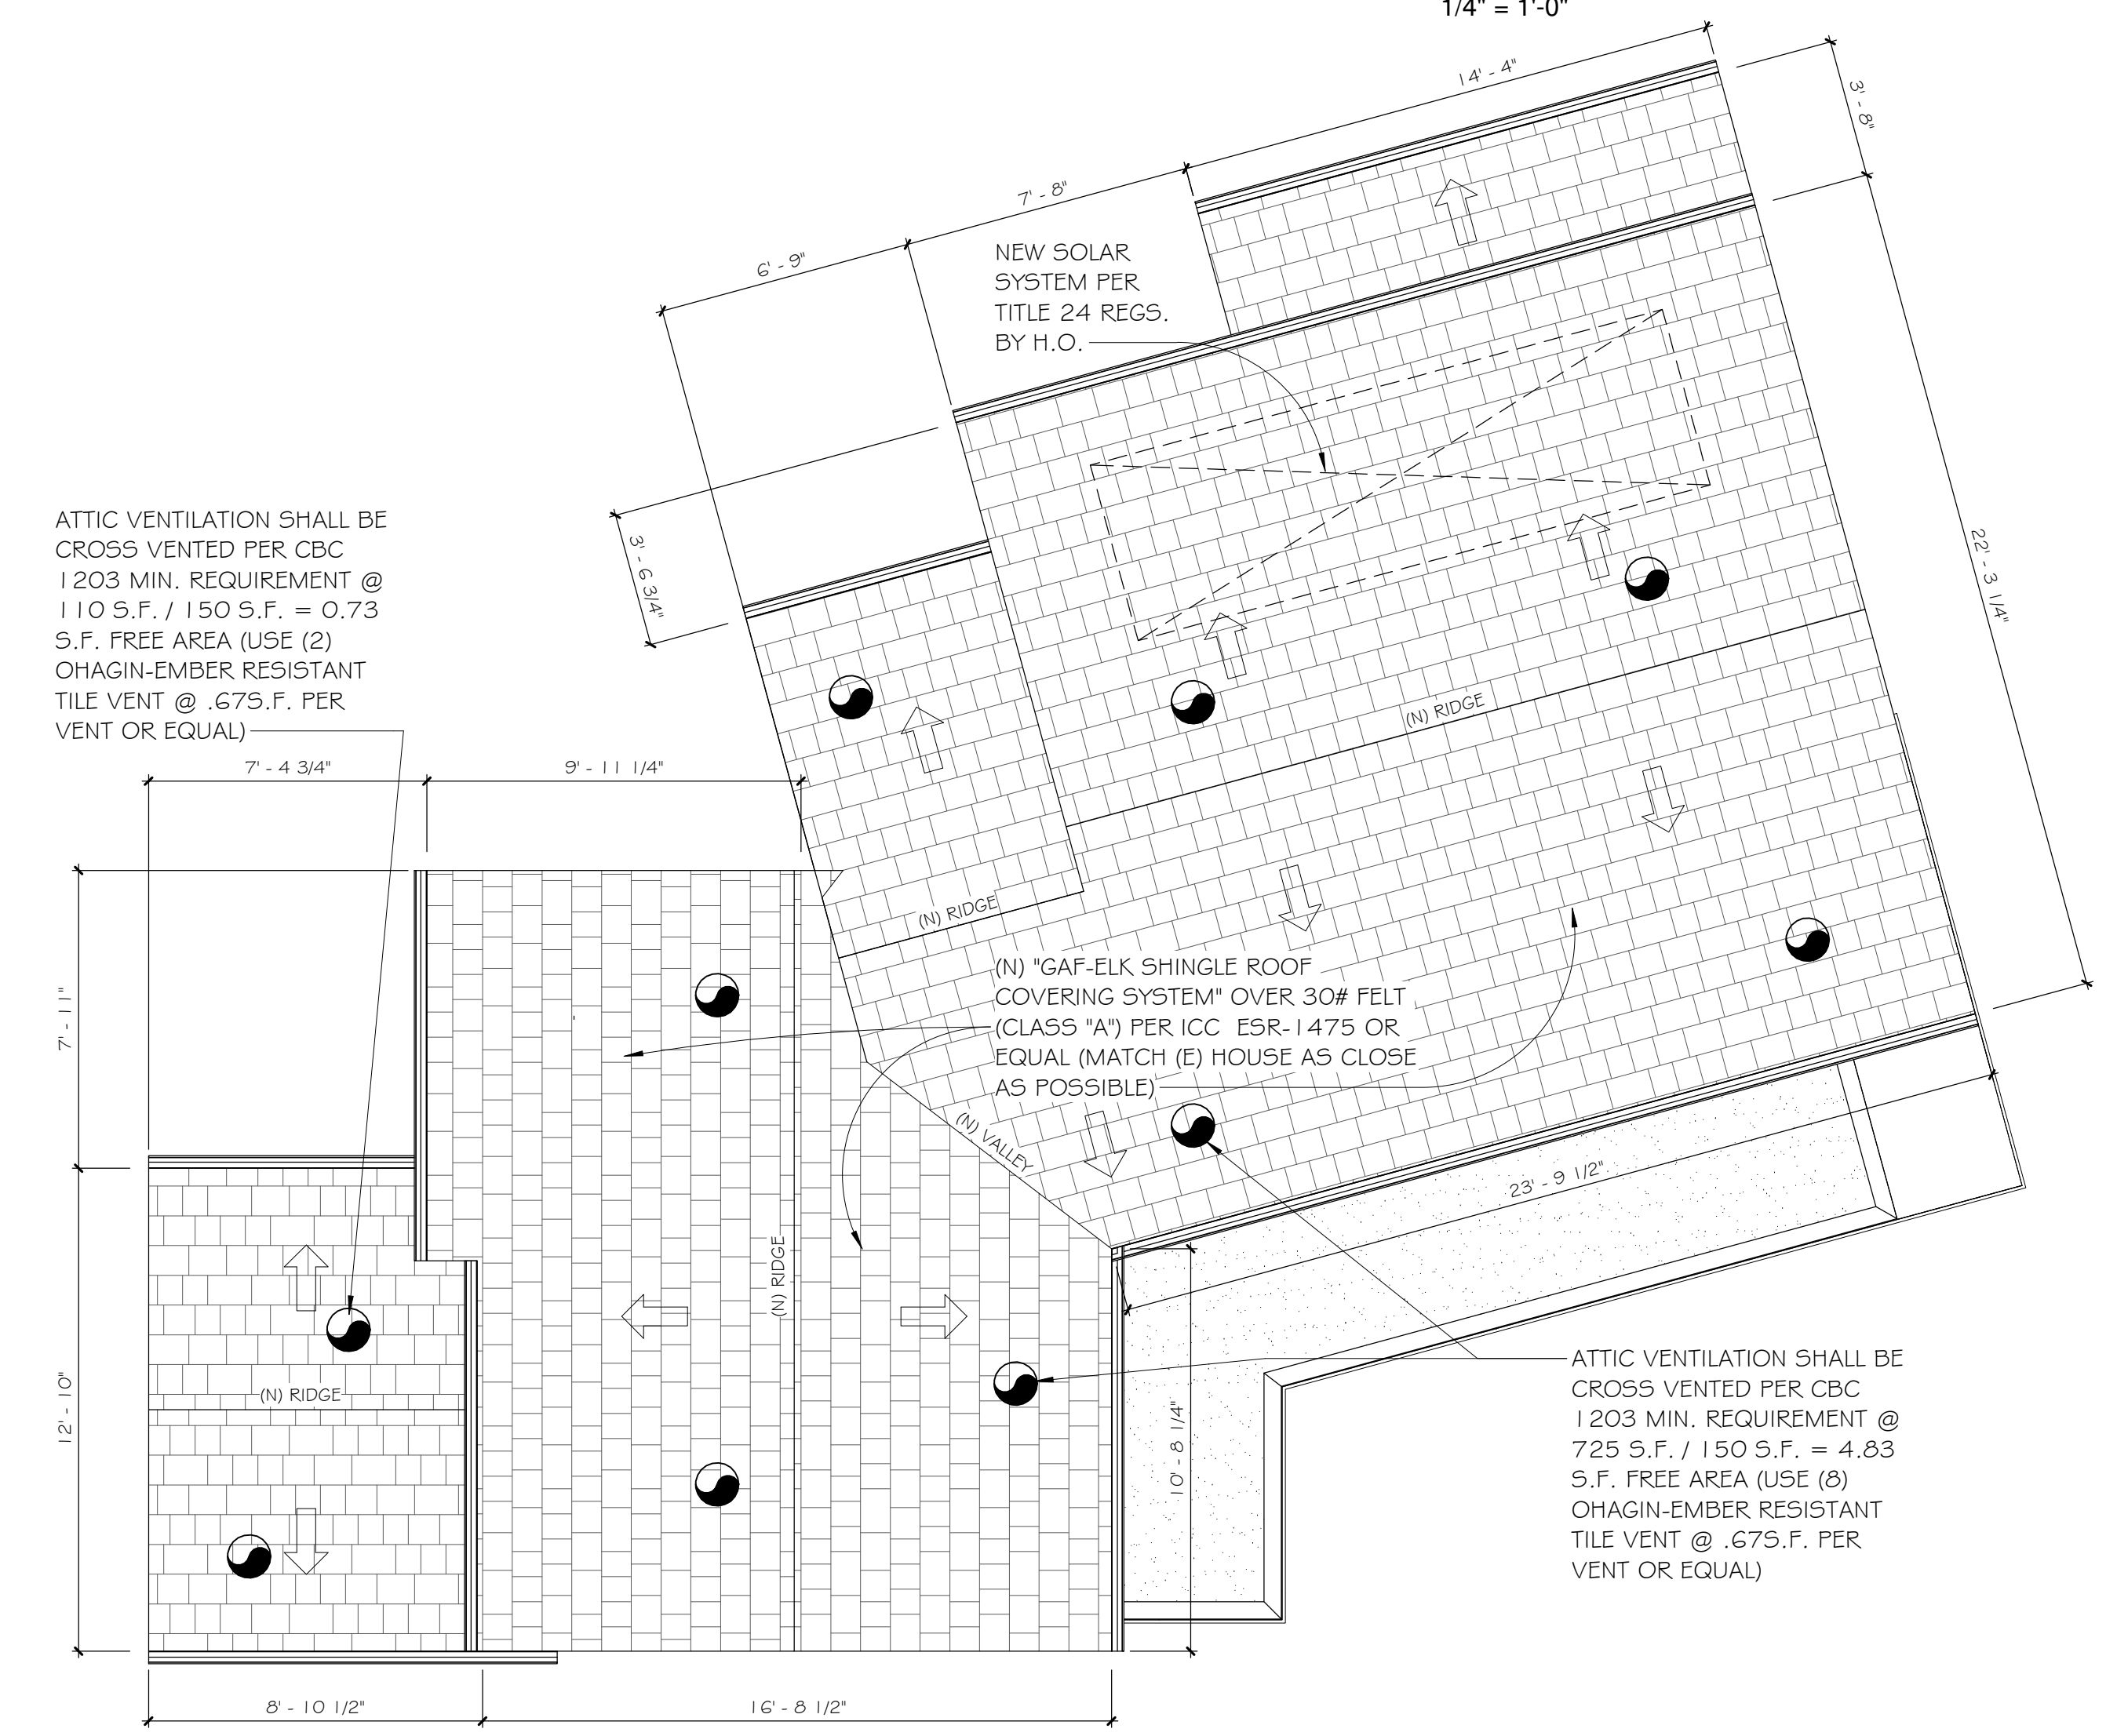 1/4" = 1'-0"
14' - 4"
3' - 8"
7' - 8"
6' - 9"
NEW SOLAR
SYSTEM PER
TITLE 24 REGS.
BY H.O.
3' - 6 3/4"
22' - 3 1/4"
ATTIC VENTILATION SHALL BE
CROSS VENTED PER CBC
1203 MIN. REQUIREMENT @
110 S.F. / 150 S.F. = 0.73
S.F. FREE AREA (USE (2)
OHAGIN-EMBER RESISTANT
TILE VENT @ .67S.F. PER
VENT OR EQUAL)
(N) RIDGE
7' - 4 3/4"
9' - 11 1/4"
(N) RIDGE
(N) "GAF-ELK SHINGLE ROOF
COVERING SYSTEM" OVER 30# FELT
(CLASS "A") PER ICC ESR-1475 OR
EQUAL (MATCH (E) HOUSE AS CLOSE
AS POSSIBLE)
7' - 11"
(N) VALLEY
23' - 9 1/2"
(N) RIDGE
(N) RIDGE
12' - 10"
10' - 8 1/4"
ATTIC VENTILATION SHALL BE
CROSS VENTED PER CBC
1203 MIN. REQUIREMENT @
725 S.F. / 150 S.F. = 4.83
S.F. FREE AREA (USE (8)
OHAGIN-EMBER RESISTANT
TILE VENT @ .67S.F. PER
VENT OR EQUAL)
8' - 10 1/2"
16' - 8 1/2"